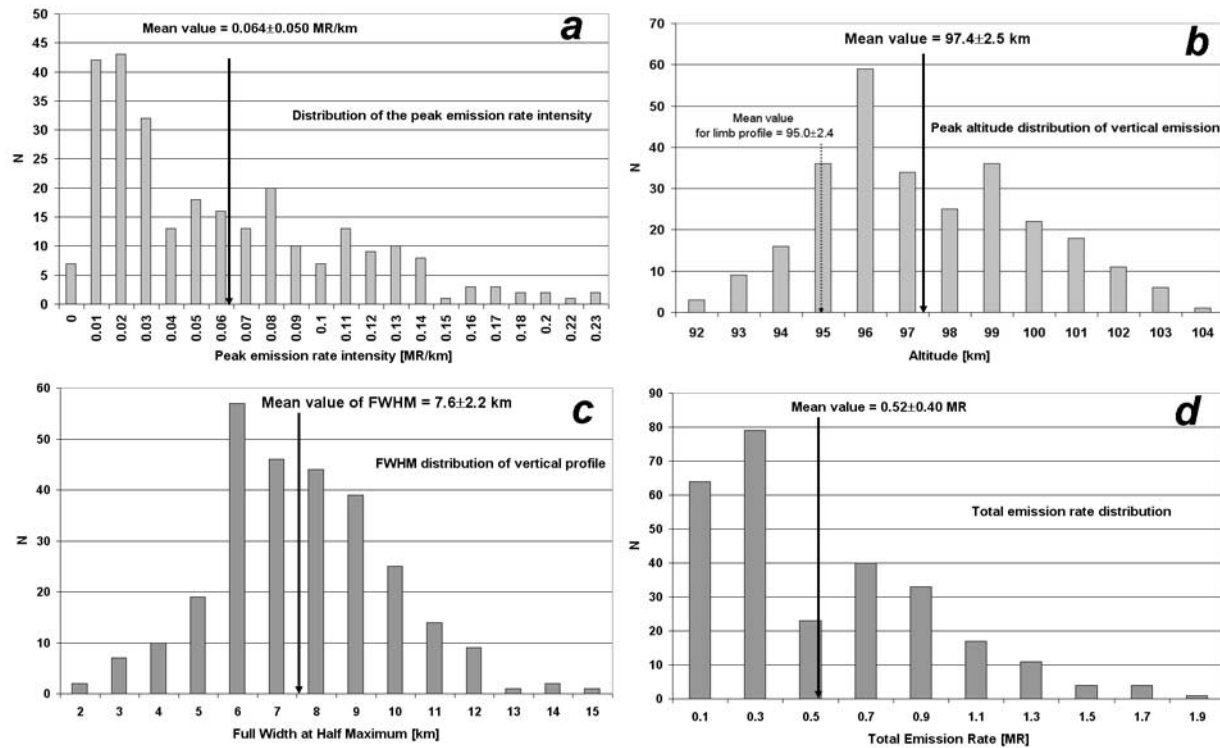 50
45
40
35
30
25
20
15
10
5
0
N
Mean value = 0.064±0.050 MR/km
a
Distribution of the peak emission rate intensity
0 0.01 0.02 0.03 0.04 0.05 0.06 0.07 0.08 0.09 0.1 0.11 0.12 0.13 0.14 0.15 0.16 0.17 0.18 0.2 0.22 0.23
Peak emission rate intensity [MR/km]
70
60
50
40
30
20
10
0
N
Mean value = 97.4±2.5 km
b
Mean value
for limb profile = 95.0±2.4
Peak altitude distribution of vertical emission
92 93 94 95 96 97 98 99 100 101 102 103 104
Altitude [km]
60
50
40
30
20
10
0
N
Mean value of FWHM = 7.6±2.2 km
c
FWHM distribution of vertical profile
2 3 4 5 6 7 8 9 10 11 12 13 14 15
Full Width at Half Maximum [km]
90
80
70
60
50
40
30
20
10
0
N
Mean value = 0.52±0.40 MR
d
Total emission rate distribution
0.1 0.3 0.5 0.7 0.9 1.1 1.3 1.5 1.7 1.9
Total Emission Rate [MR]